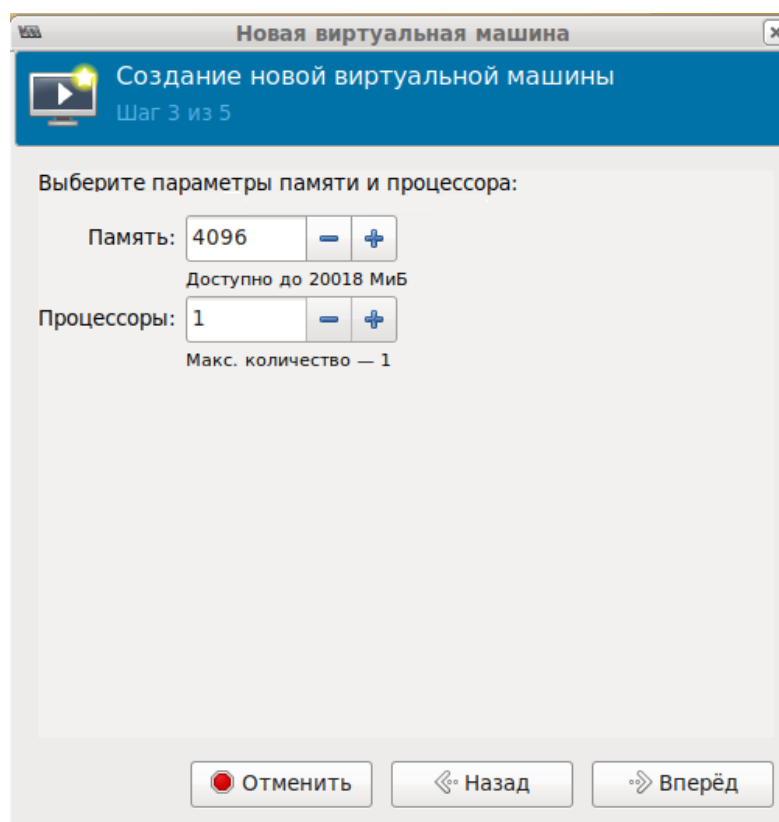 Новая виртуальная машина
Создание новой виртуальной машины
Шаг 3 из 5
Выберите параметры памяти и процессора:
Память: 4096
Доступно до 20018 МиБ
Процессоры: 1
Макс. количество — 1
Отменить Назад Вперёд